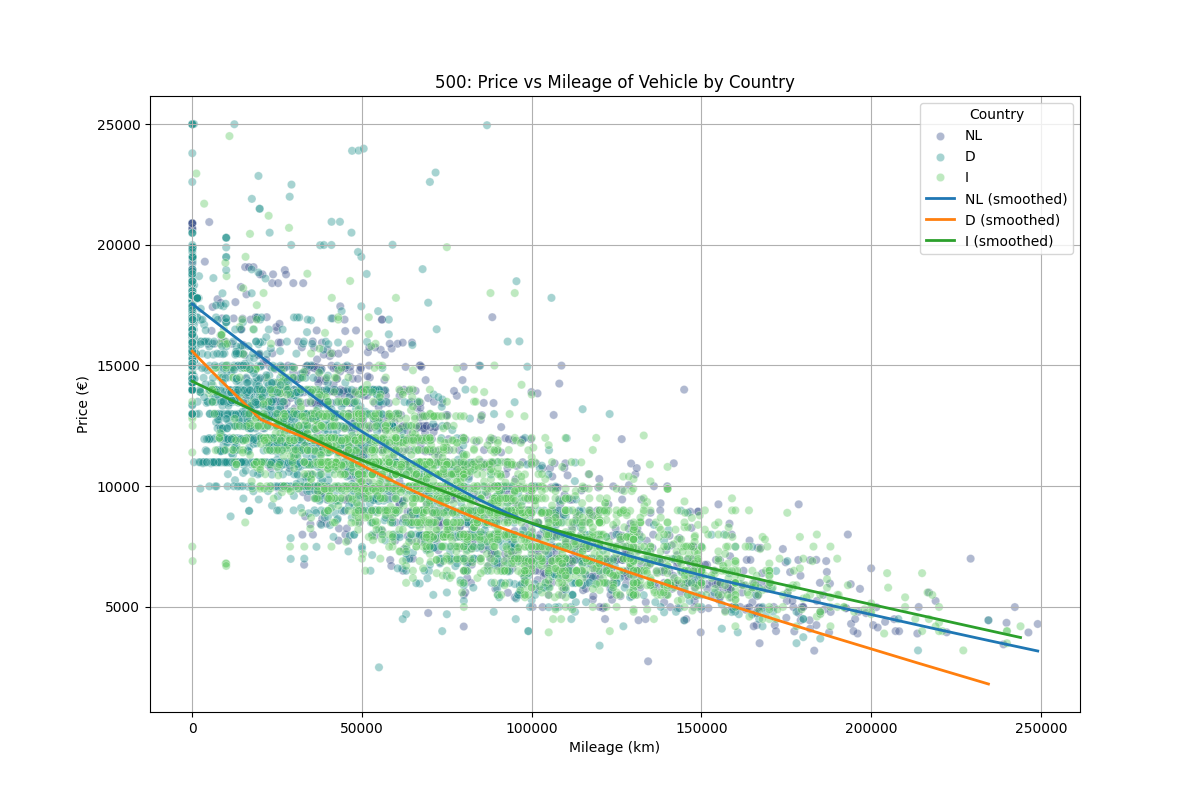 500: Price vs Mileage of Vehicle by Country
25000
20000
15000
10000
5000
Price (€)
0
50000
100000
150000
200000
250000
Mileage (km)
Country
NL
D
I
NL (smoothed)
D (smoothed)
I (smoothed)